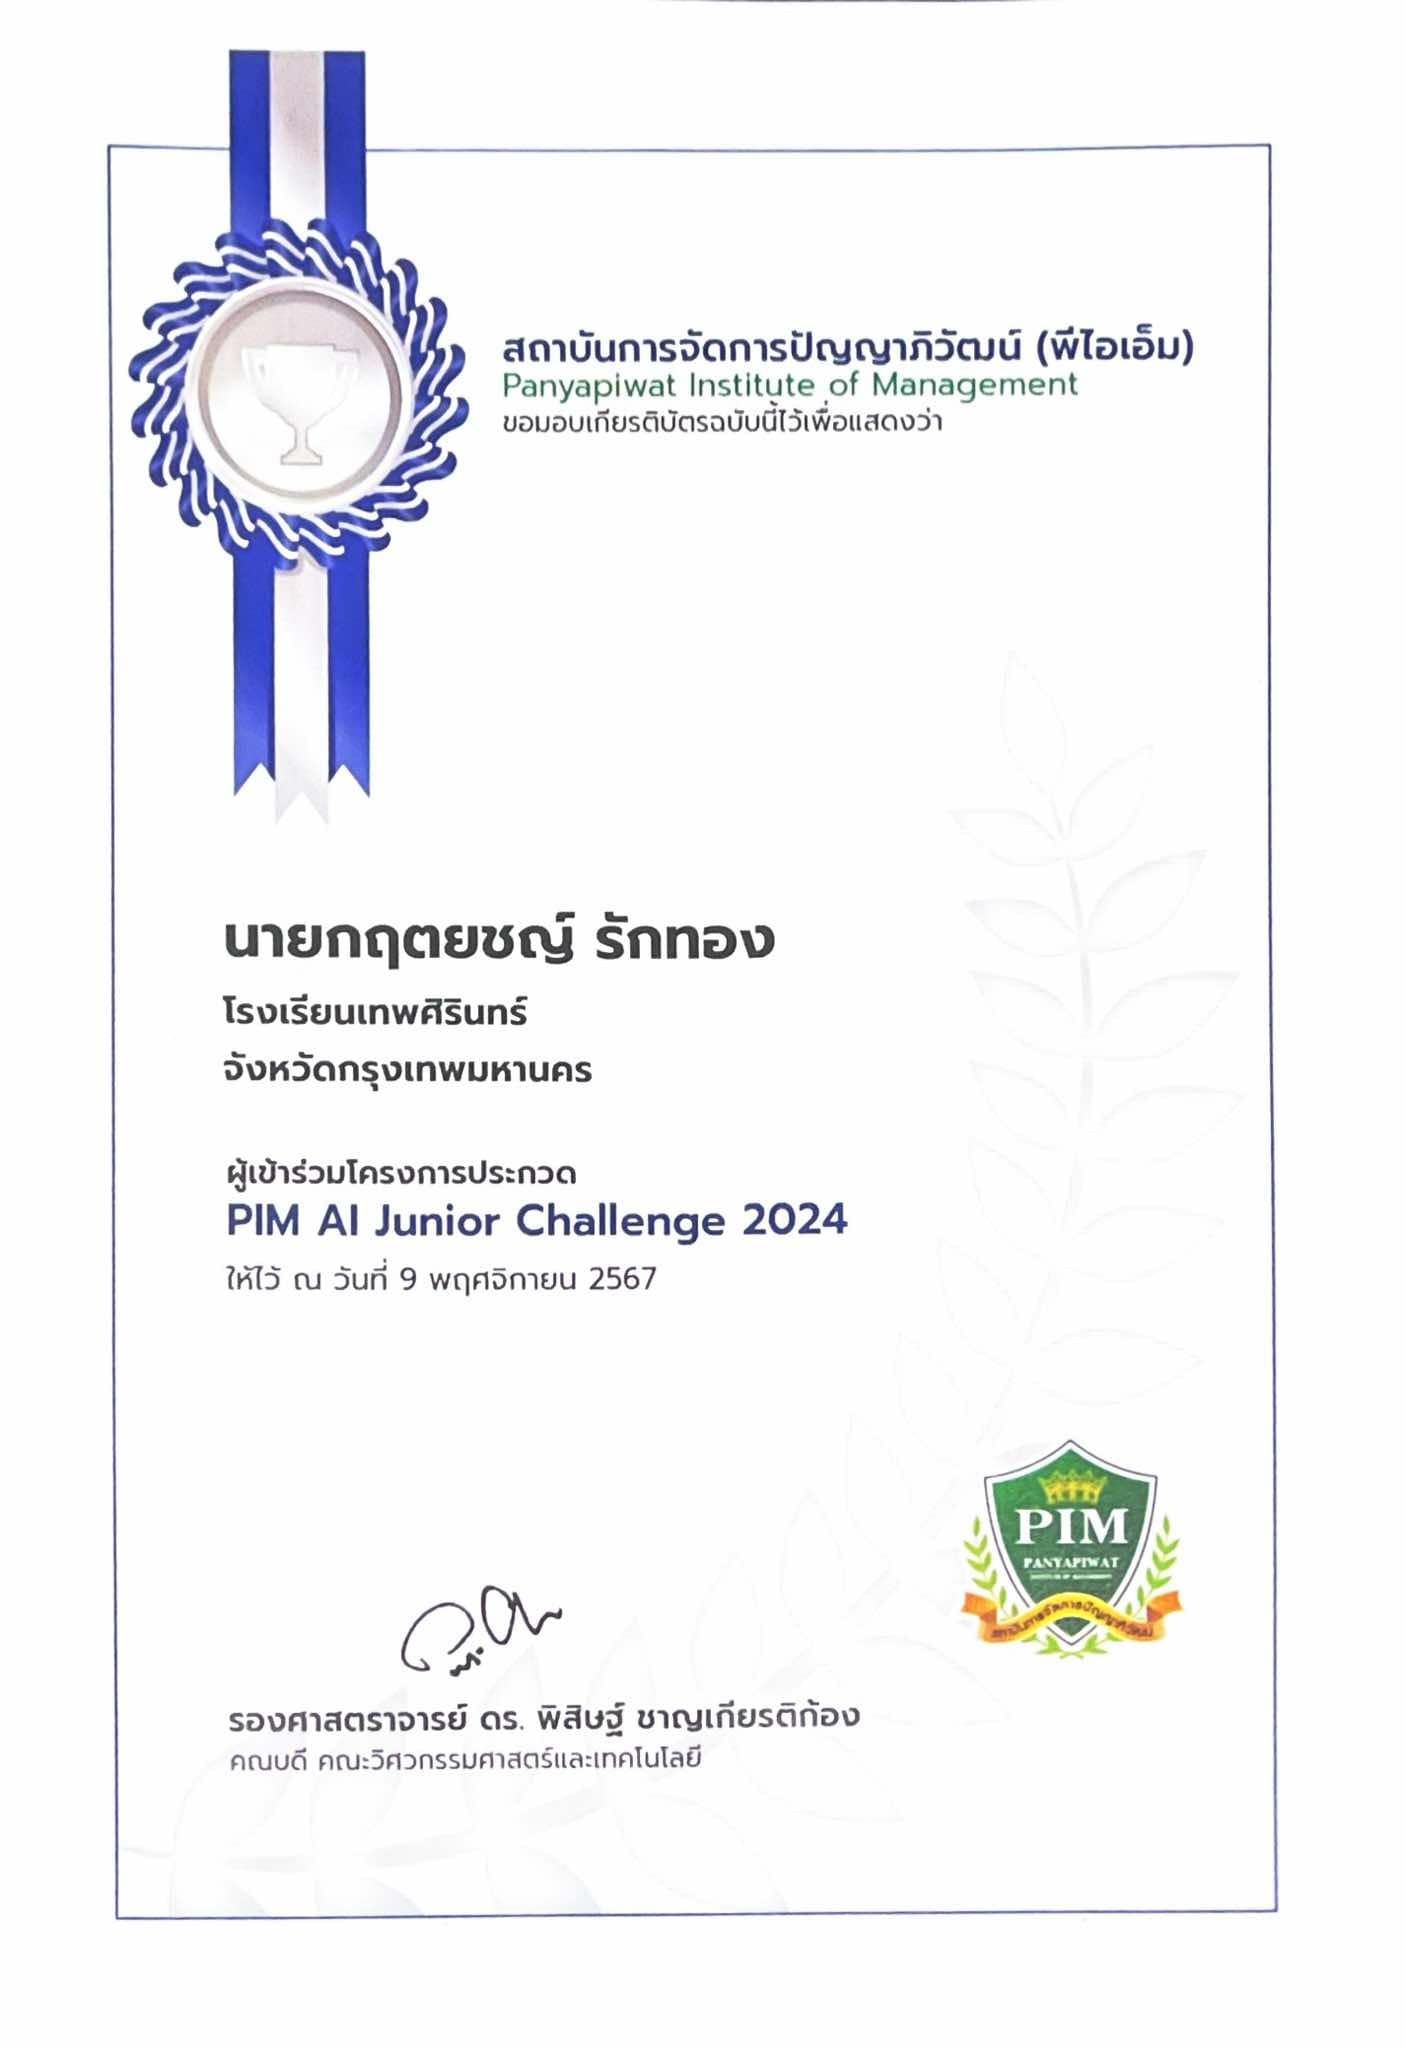 สถาบันการจัดการปัญญาภิวัฒน์ (พีไอเอ็ม)
Panyapiwat Institute of Management
ขอมอบเกียรติบัตรฉบับนี้ไว้เพื่อแสดงว่า
นายกฤตยชญ์ รักทอง
โรงเรียนเทพศิรินทร์
จังหวัดกรุงเทพมหานคร
ผู้เข้าร่วมโครงการประกวด
PIM AI Junior Challenge 2024
ให้ไว้ ณ วันที่ 9 พฤศจิกายน 2567
PIM
PANYAPIWAT
INSTITUTE OF MANAGEMENT
สถาบันการจัดการปัญญาภิวัฒน์
รองศาสตราจารย์ ดร. พิสิษฐ์ ชาญเกียรติก้อง
คณบดี คณะวิศวกรรมศาสตร์และเทคโนโลยี